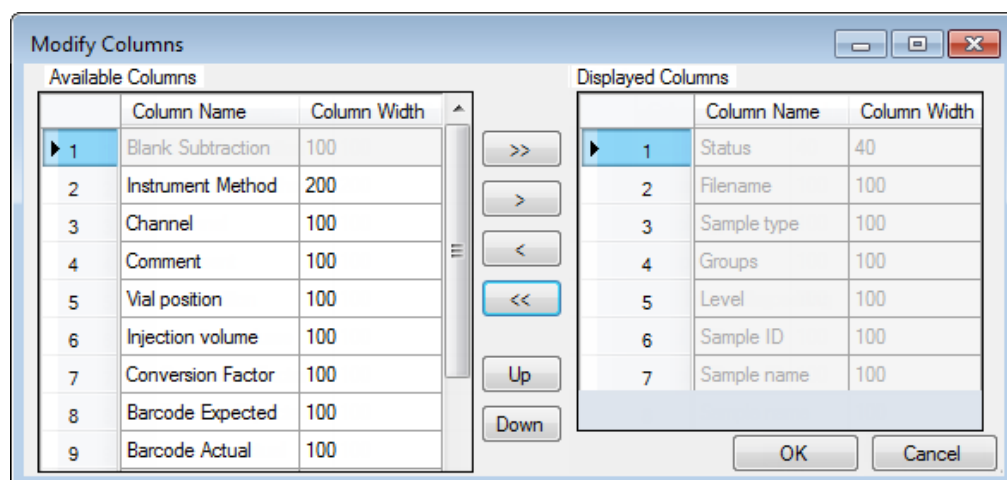 Modify Columns
Available Columns
Column Name Column Width
1 Blank Subtraction 100
2 Instrument Method 200
3 Channel 100
4 Comment 100
5 Vial position 100
6 Injection volume 100
7 Conversion Factor 100
8 Barcode Expected 100
9 Barcode Actual 100
>>
>
<
<<
Up
Down
Displayed Columns
Column Name Column Width
1 Status 40
2 Filename 100
3 Sample type 100
4 Groups 100
5 Level 100
6 Sample ID 100
7 Sample name 100
OK Cancel